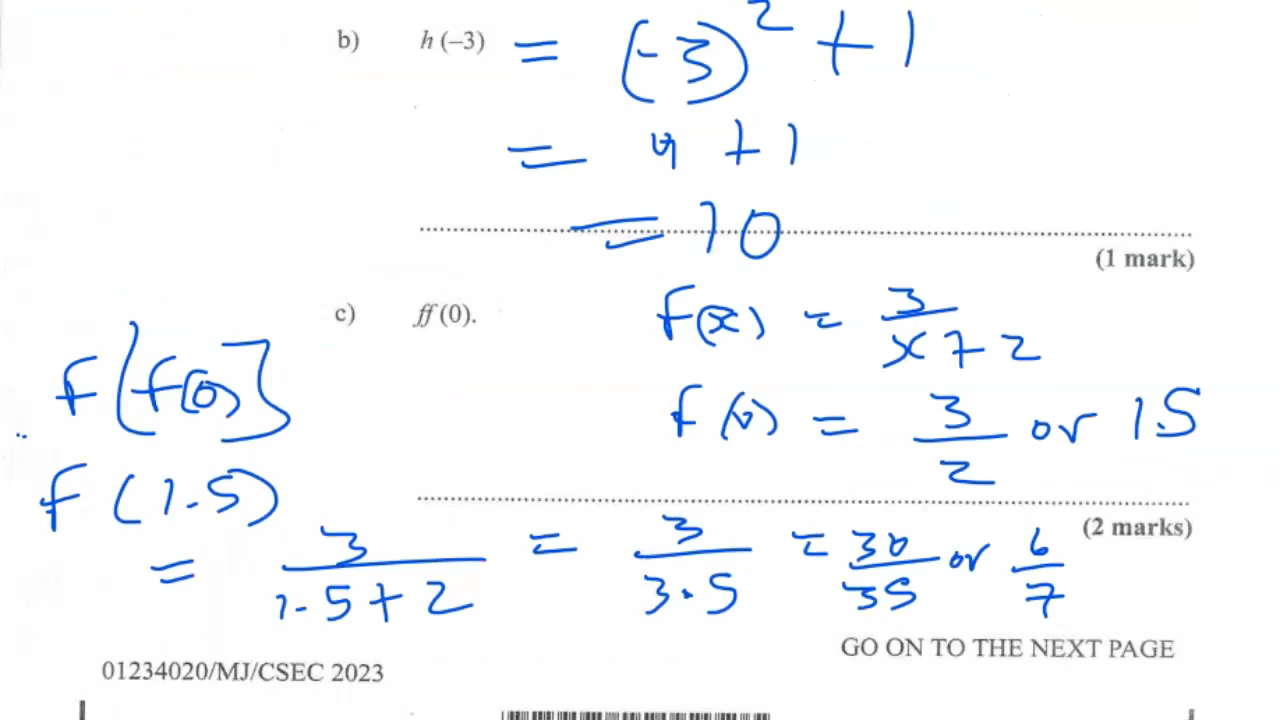 b) h (–3) = (-3)² + 1
= 9 + 1
= 10
(1 mark)
c) ff (0). f(x) = 3/x+2
f[f(0)] f(0) = 3/2 or 1.5
f(1.5)
(2 marks)
= 3/1.5+2 = 3/3.5 = 30/35 or 6/7
GO ON TO THE NEXT PAGE
01234020/MJ/CSEC 2023